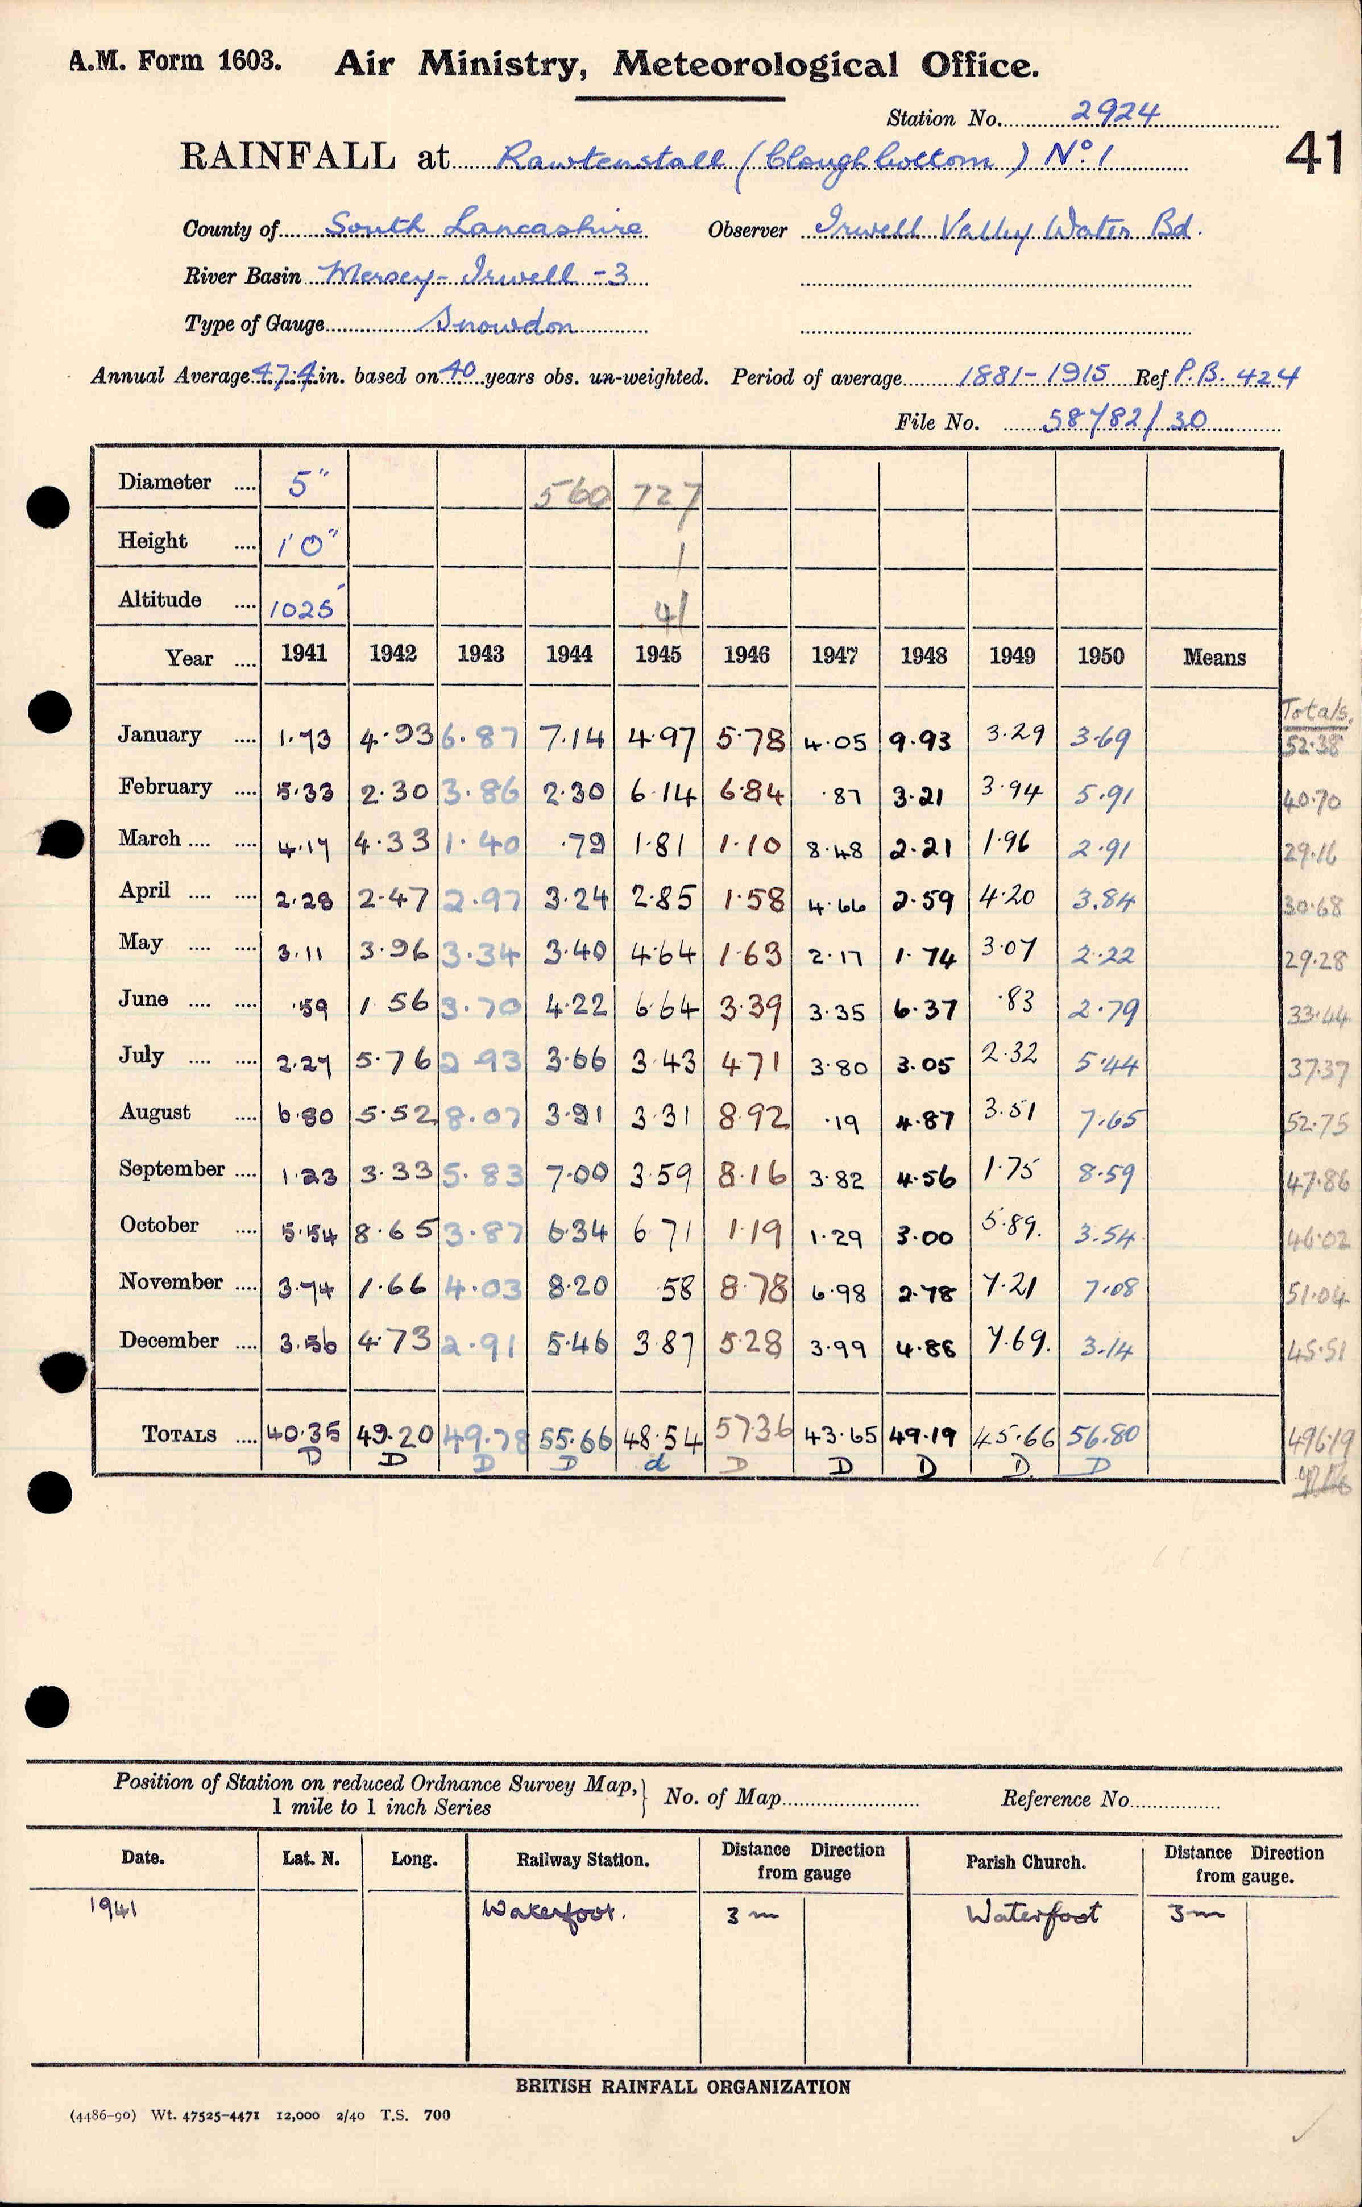 A.M. Form 1603. Air Ministry, Meteorological Office.
Station No. 2924
RAINFALL at Rawtenstall (Cloughbottom) No. 1 41
County of South Lancashire Observer Irwell Valley Water Bd.
River Basin Mersey-Irwell -3
Type of Gauge Snowdon
Annual Average 47.4 in. based on 40 years obs. un-weighted. Period of average 1881-1915 Ref P.B. 424
File No. 58782/30
Diameter .... 5" 560 727
Height .... 1'0" 1
Altitude .... 1025' 41
Year .... 1941 1942 1943 1944 1945 1946 1947 1948 1949 1950 Means
Totals.
January .... 1.73 4.93 6.87 7.14 4.97 5.78 4.05 9.93 3.29 3.69 52.38
February .... 5.33 2.30 3.86 2.30 6.14 6.84 .87 3.21 3.94 5.91 40.70
March .... .... 4.17 4.33 1.40 .79 1.81 1.10 8.48 2.21 1.96 2.91 29.16
April .... .... 2.28 2.47 2.97 3.24 2.85 1.58 4.66 2.59 4.20 3.84 30.68
May .... .... 3.11 3.96 3.34 3.40 4.64 1.63 2.17 1.74 3.07 2.22 29.28
June .... .... .59 1.56 3.70 4.22 6.64 3.39 3.35 6.37 .83 2.79 33.44
July .... .... 2.27 5.76 2.93 3.66 3.43 4.71 3.80 3.05 2.32 5.44 37.37
August .... 6.80 5.52 8.07 3.91 3.31 8.92 .19 4.87 3.51 7.65 52.75
September .... 1.23 3.33 5.83 7.00 3.59 8.16 3.82 4.56 1.75 8.59 47.86
October .... 5.54 8.65 3.87 6.34 6.71 1.19 1.29 3.00 5.89. 3.54 46.02
November .... 3.74 1.66 4.03 8.20 .58 8.78 6.98 2.78 7.21 7.08 51.04
December .... 3.56 4.73 2.91 5.46 3.87 5.28 3.99 4.86 7.69. 3.14 45.51
TOTALS .... 40.35 49.20 49.78 55.66 48.54 57.36 43.65 49.19 45.66 56.80 496.19
D D D D d D D D D D
Position of Station on reduced Ordnance Survey Map, } No. of Map Reference No.
1 mile to 1 inch Series
Date. Lat. N. Long. Railway Station. Distance Direction from gauge Parish Church. Distance Direction from gauge.
1941 Waterfoot. 3 m Waterfoot 3 m
BRITISH RAINFALL ORGANIZATION
(4486-90) Wt. 47525-4471 12,000 2/40 T.S. 700